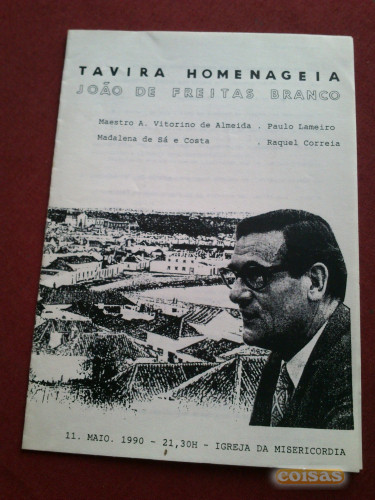 TAVIRA HOMENAGEIA
JOÃO DE FREITAS BRANCO
Maestro A. Vitorino de Almeida . Paulo Lameiro
Madalena de Sá e Costa . Raquel Correia
11. MAIO. 1990 - 21,30H - IGREJA DA MISERICORDIA
coisas